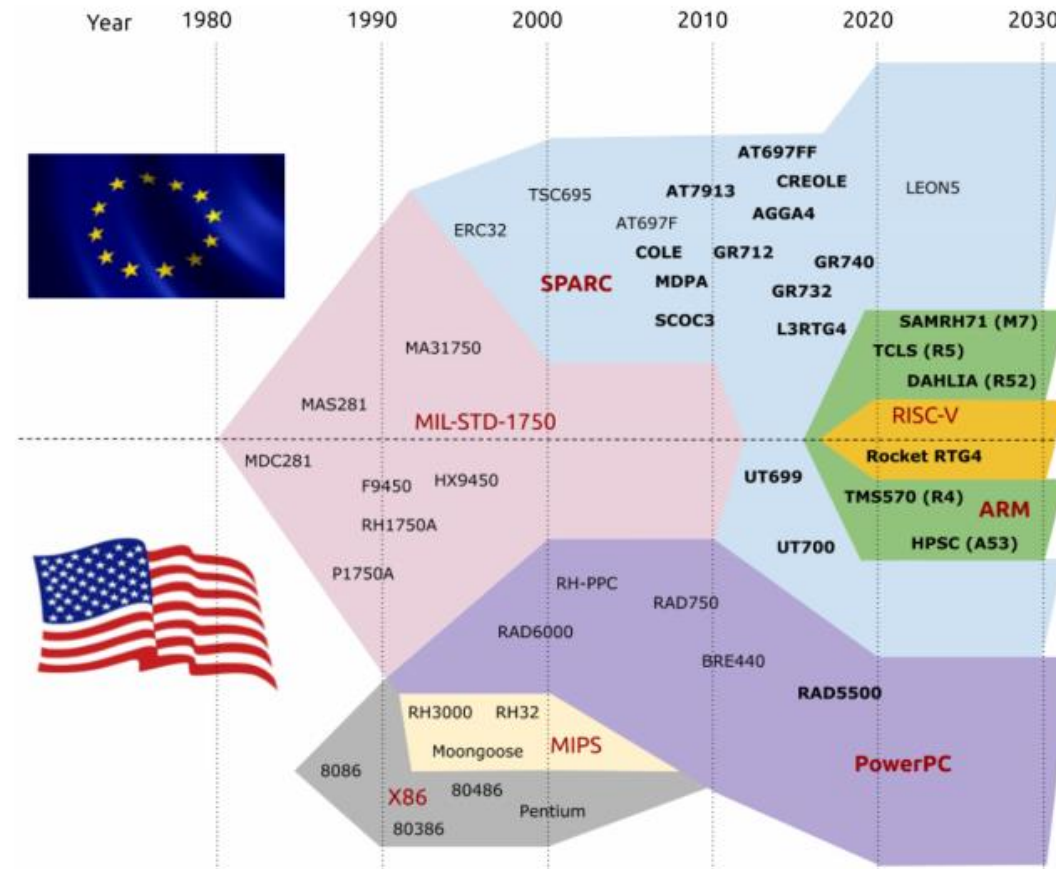 Year 1980 1990 2000 2010 2020 2030
AT697FF
CREOLE
TSC695
AT7913
LEON5
AGGA4
ERC32
AT697F
COLE
GR712
GR740
SPARC
MDPA
GR732
SCOC3
L3RTG4
SAMRH71 (M7)
MA31750
TCLS (R5)
DAHLIA (R52)
MAS281
MIL-STD-1750
RISC-V
MDC281
Rocket RTG4
F9450
HX9450
UT699
TMS570 (R4)
ARM
RH1750A
UT700
HPSC (A53)
P1750A
RH-PPC
RAD750
RAD6000
BRE440
RAD5500
RH3000
RH32
MIPS
Moongoose
PowerPC
8086
X86
80486
Pentium
80386